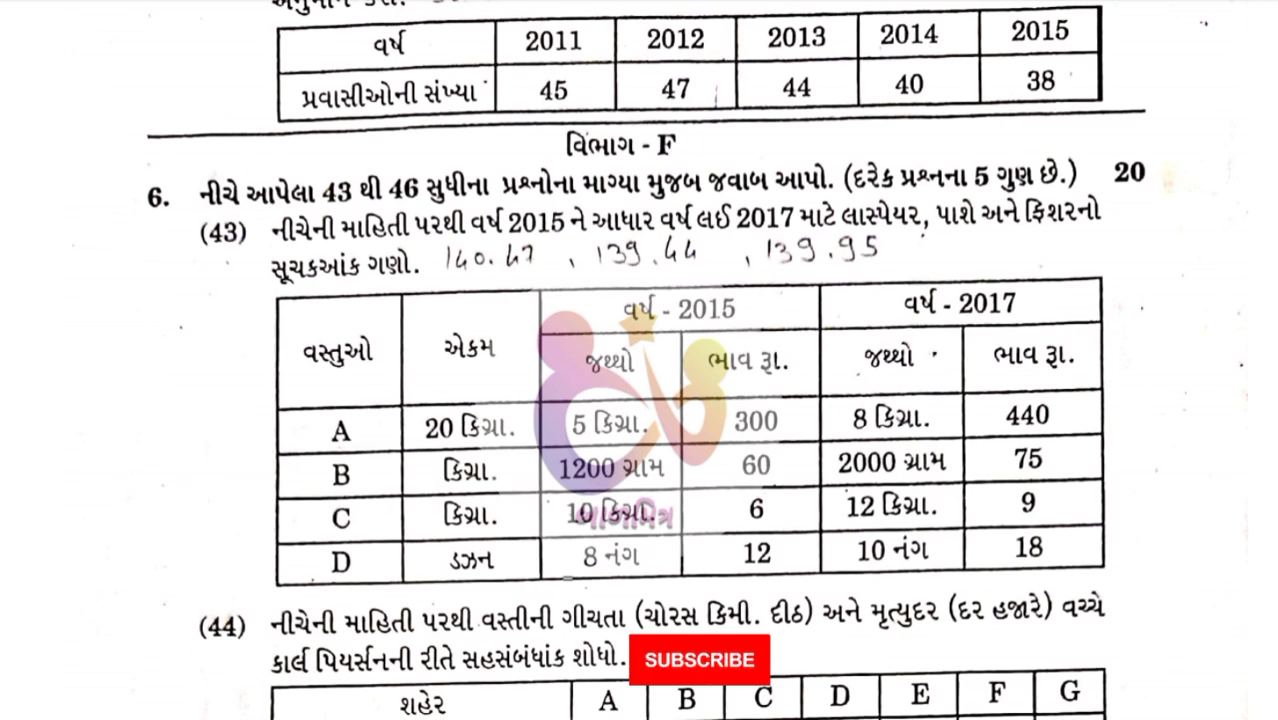 વર્ષ 2011 2012 2013 2014 2015
પ્રવાસીઓની સંખ્યા 45 47 44 40 38
વિભાગ - F
6. નીચે આપેલા 43 થી 46 સુધીના પ્રશ્નોના માગ્યા મુજબ જવાબ આપો. (દરેક પ્રશ્નના 5 ગુણ છે.) 20
(43) નીચેની માહિતી પરથી વર્ષ 2015 ને આધાર વર્ષ લઈ 2017 માટે લાસ્પેયર, પાશે અને ફિશરનો
સૂચકઆંક ગણો. 140.47 , 139.44 , 139.95
વર્ષ - 2015 વર્ષ - 2017
વસ્તુઓ એકમ જથ્થો ભાવ રૂા. જથ્થો ભાવ રૂા.
A 20 કિગ્રા. 5 કિગ્રા. 300 8 કિગ્રા. 440
B કિગ્રા. 1200 ગ્રામ 60 2000 ગ્રામ 75
C કિગ્રા. 10 કિગ્રા. 6 12 કિગ્રા. 9
D ડઝન 8 નંગ 12 10 નંગ 18
(44) નીચેની માહિતી પરથી વસ્તીની ગીચતા (ચોરસ કિમી. દીઠ) અને મૃત્યુદર (દર હજારે) વચ્ચે
કાર્લ પિયર્સનની રીતે સહસંબંધાંક શોધો. SUBSCRIBE
શહેર A B C D E F G